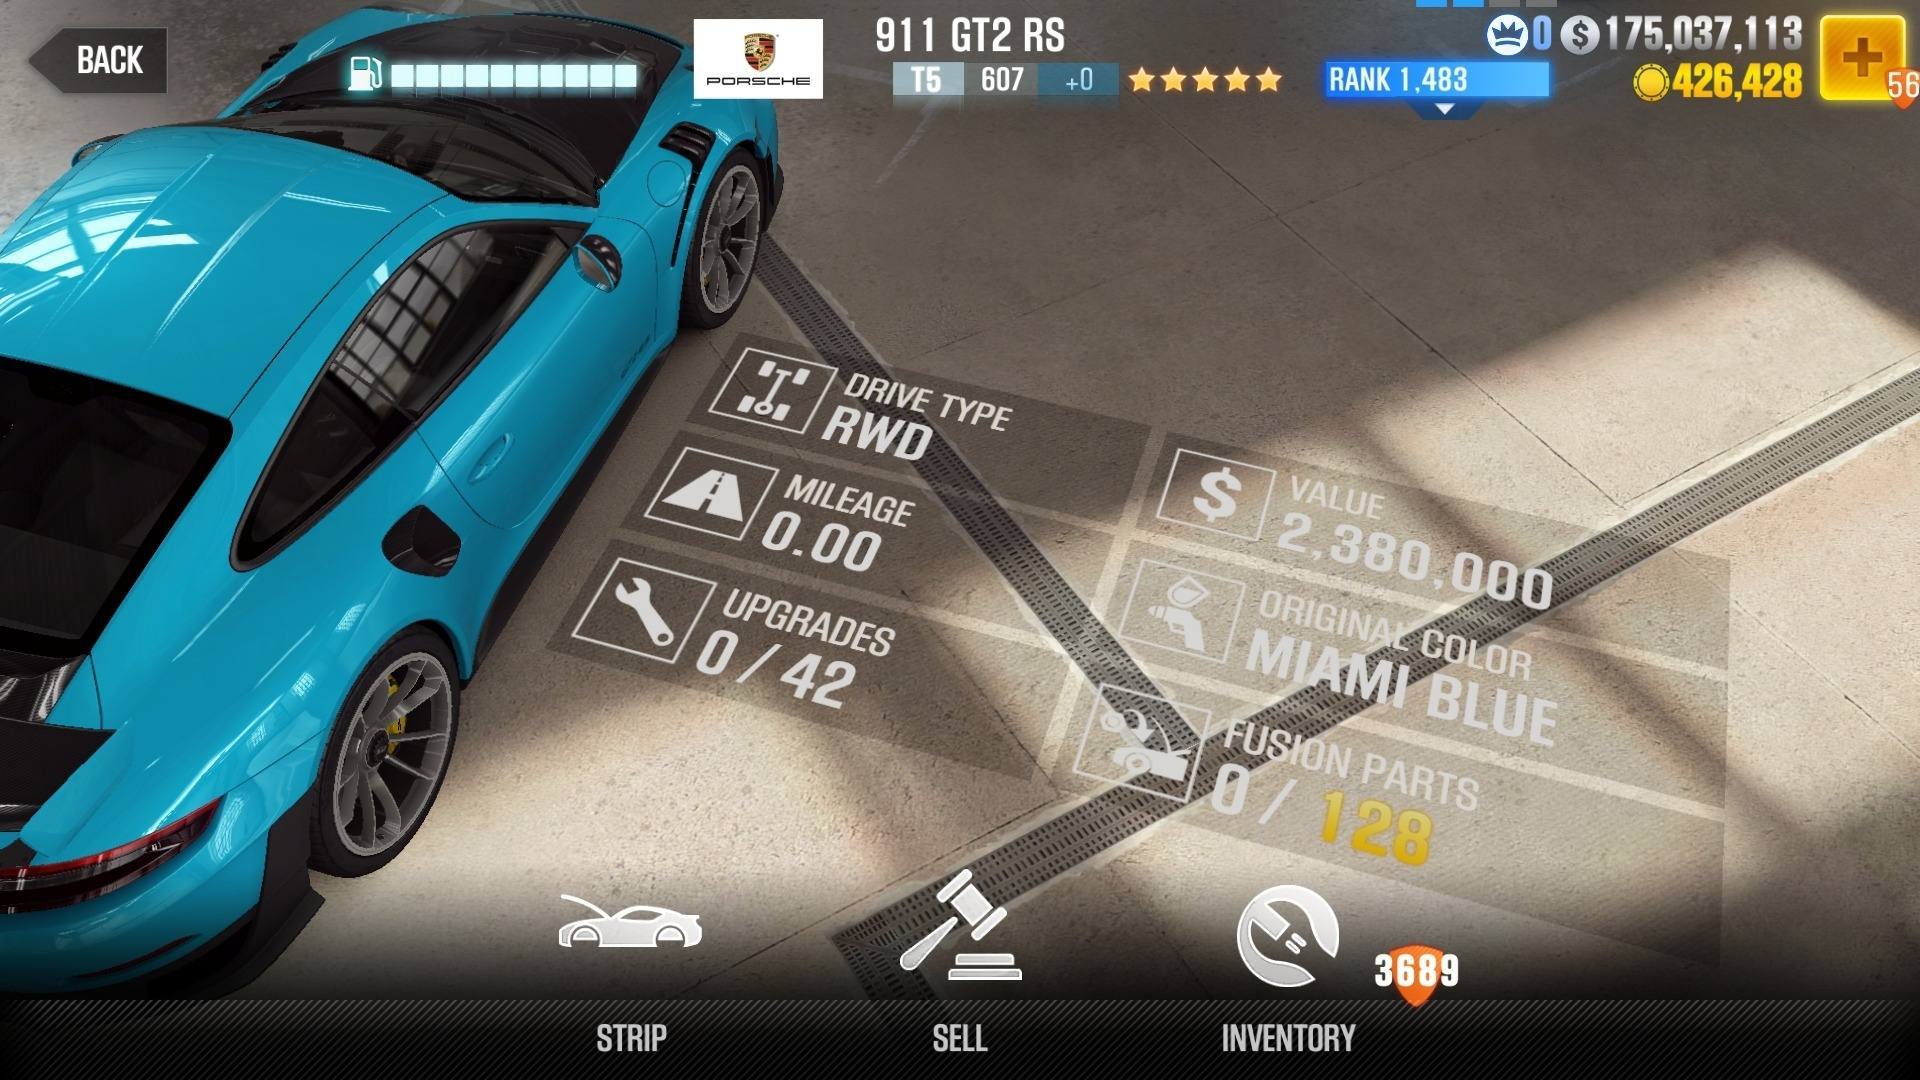 BACK
PORSCHE
911 GT2 RS
T5 607 +0
RANK 1,483
0
175,037,113
426,428
56
DRIVE TYPE
RWD
MILEAGE
0.00
UPGRADES
0/42
VALUE
2,380,000
ORIGINAL COLOR
MIAMI BLUE
FUSION PARTS
0/ 128
STRIP
SELL
INVENTORY
3689